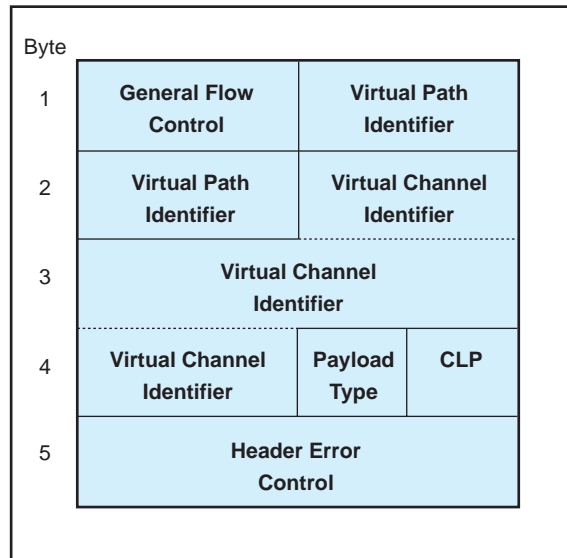 Byte
1
General Flow
Control
Virtual Path
Identifier
2
Virtual Path
Identifier
Virtual Channel
Identifier
3
Virtual Channel
Identifier
4
Virtual Channel
Identifier
Payload
Type
CLP
5
Header Error
Control